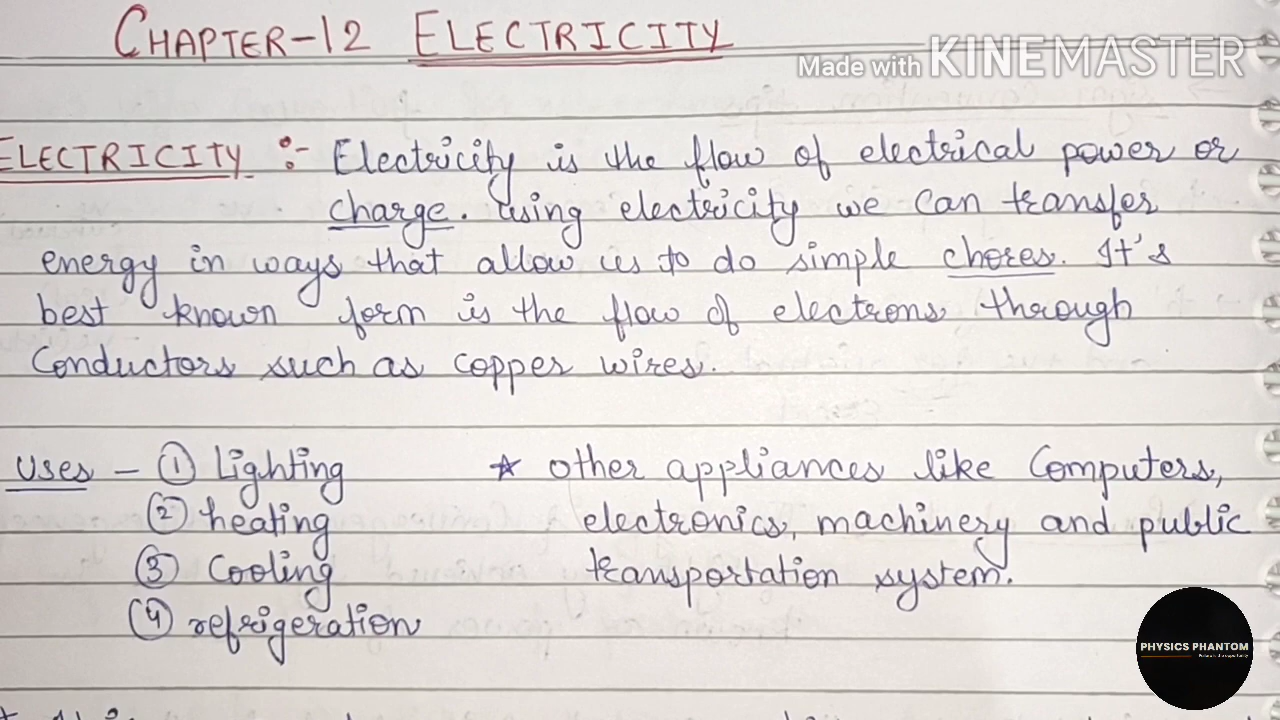 CHAPTER-12 ELECTRICITY
Made with KINEMASTER
ELECTRICITY :- Electricity is the flow of electrical power or
charge. Using electricity we can transfer
energy in ways that allow us to do simple chores. It's
best known form is the flow of electrons through
Conductors such as copper wires.
Uses - ① Lighting
② heating
③ Cooling
④ refrigeration
☆ other appliances like Computers,
electronics, machinery and public
transportation system.
PHYSICS PHANTOM